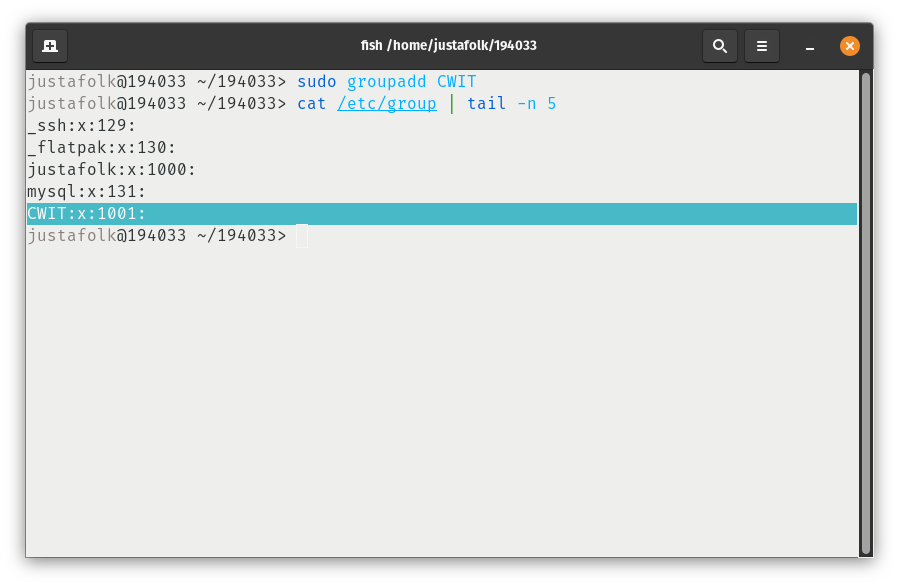 fish /home/justafolk/194033
justafolk@194033 ~/194033> sudo groupadd CWIT
justafolk@194033 ~/194033> cat /etc/group | tail -n 5
_ssh:x:129:
_flatpak:x:130:
justafolk:x:1000:
mysql:x:131:
CWIT:x:1001:
justafolk@194033 ~/194033>